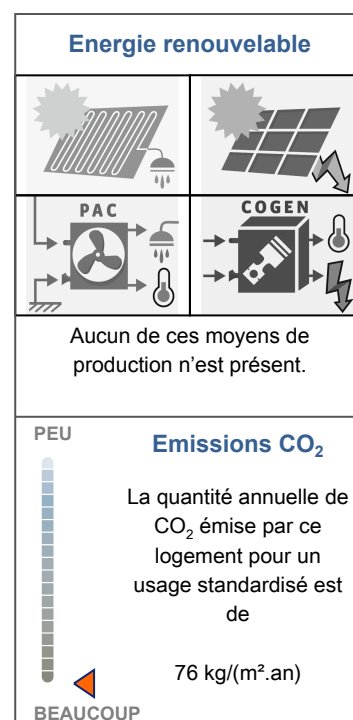 Energie renouvelable
PAC
COGEN
Aucun de ces moyens de
production n’est présent.
PEU
Emissions CO₂
La quantité annuelle de
CO₂ émise par ce
logement pour un
usage standardisé est
de
76 kg/(m².an)
BEAUCOUP